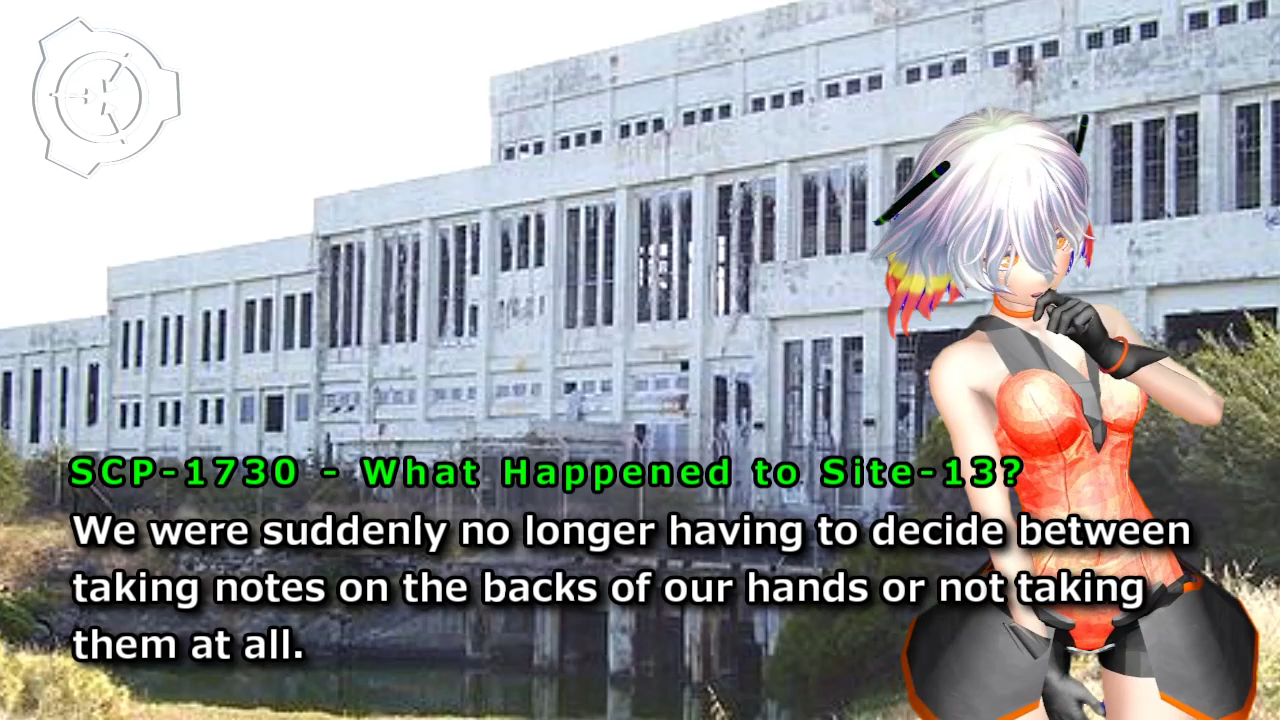 SCP-1730 - What Happened to Site-13?
We were suddenly no longer having to decide between
taking notes on the backs of our hands or not taking
them at all.